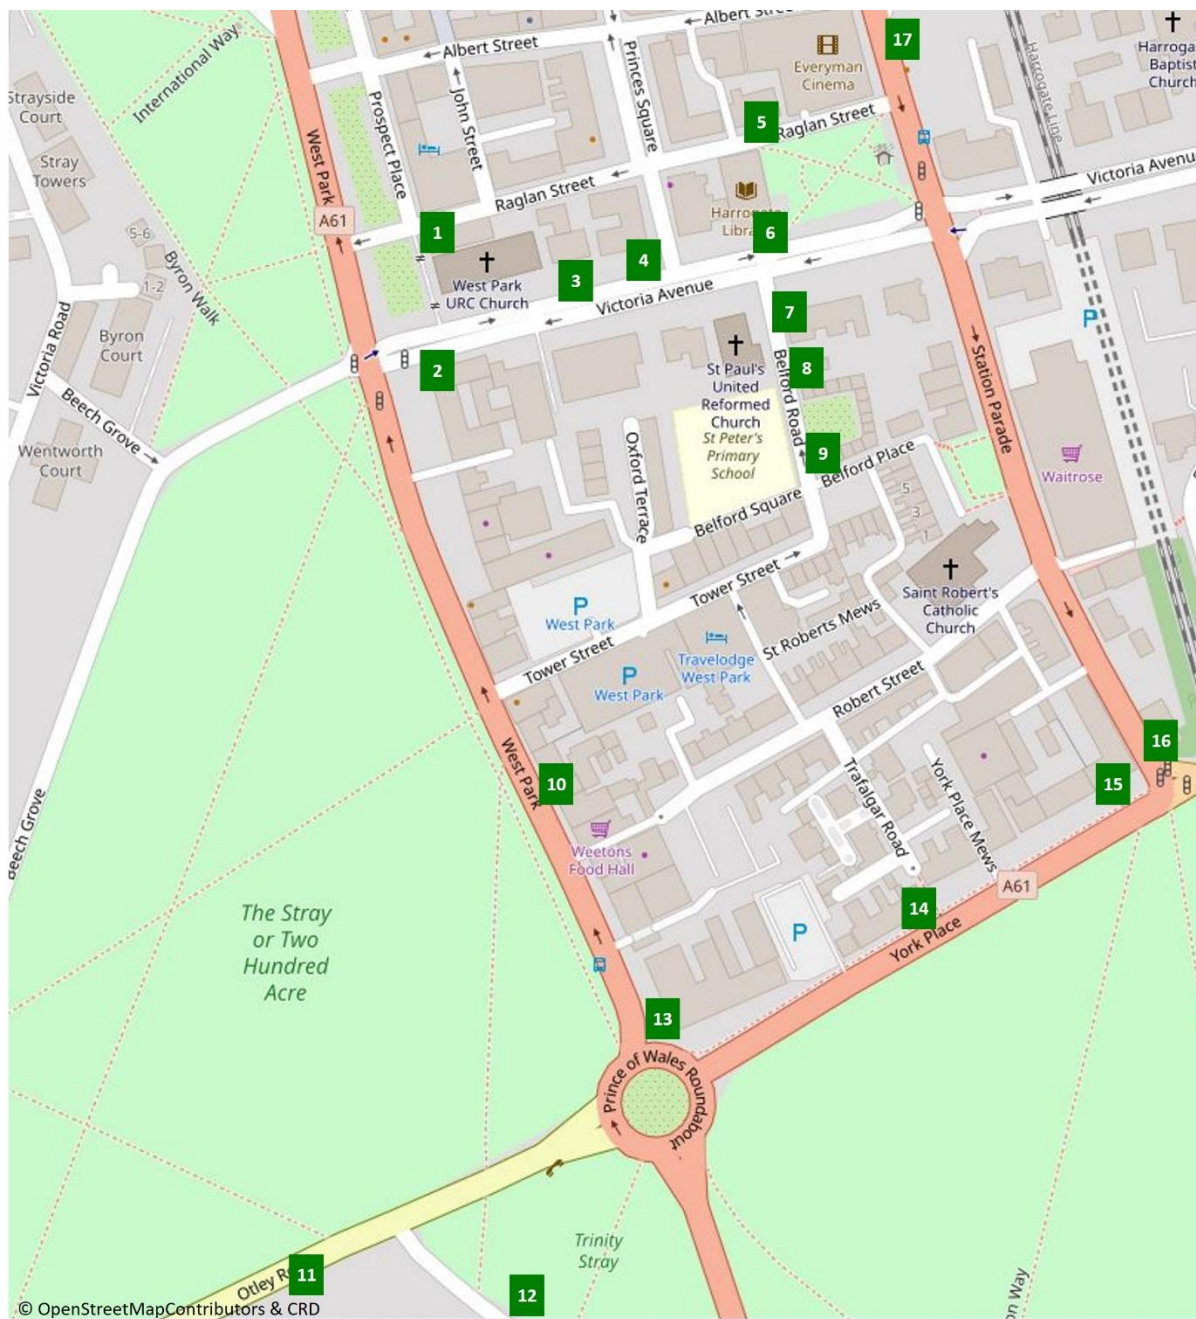 Albert Street
17
International Way
Albert Street
Princes Square
Everyman
Cinema
Harrogate Line
Harrogat
Baptist
Church
Strayside
Court
Prospect Place
John Street
5
Raglan Street
Stray
Towers
West Park
Raglan Street
Victoria Avenue
A61
5-6
1
Harrogate
Library
6
West Park
URC Church
4
3
1-2
Byron Walk
Victoria Avenue
7
P
Victoria Road
Byron
Court
2
St Paul's
United
Reformed
Church
8
Station Parade
Beech Grove
Belford Road
St Peter's
Primary
School
Wentworth
Court
Oxford Terrace
9
Belford Place
Waitrose
5
3
1
Belford Square
Tower Street
Saint Robert's
Catholic
Church
P
West Park
St Roberts Mews
Tower Street
P
West Park
Travelodge
West Park
Robert Street
West Park
16
10
Trafalgar Road
York Place Mews
15
Beech Grove
Weetons
Food Hall
A61
The Stray
or Two
Hundred
Acre
14
P
York Place
13
Prince of Wales Roundabout
Trinity
Stray
11
Otley R
12
on Way
© OpenStreetMapContributors & CRD